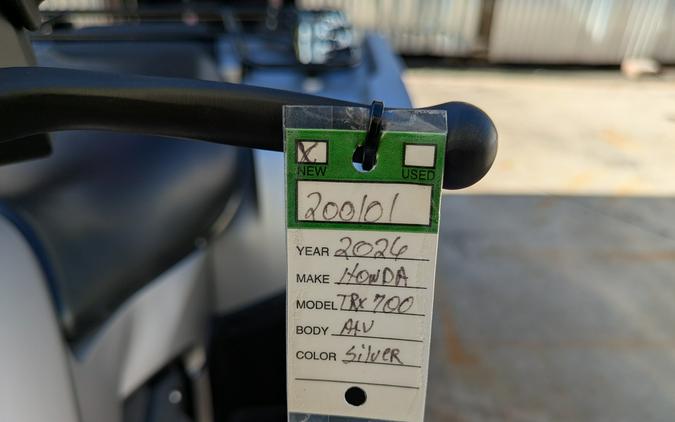 X
NEW USED
200101
YEAR 2026
MAKE HONDA
MODEL TRX 700
BODY ATV
COLOR SilveR